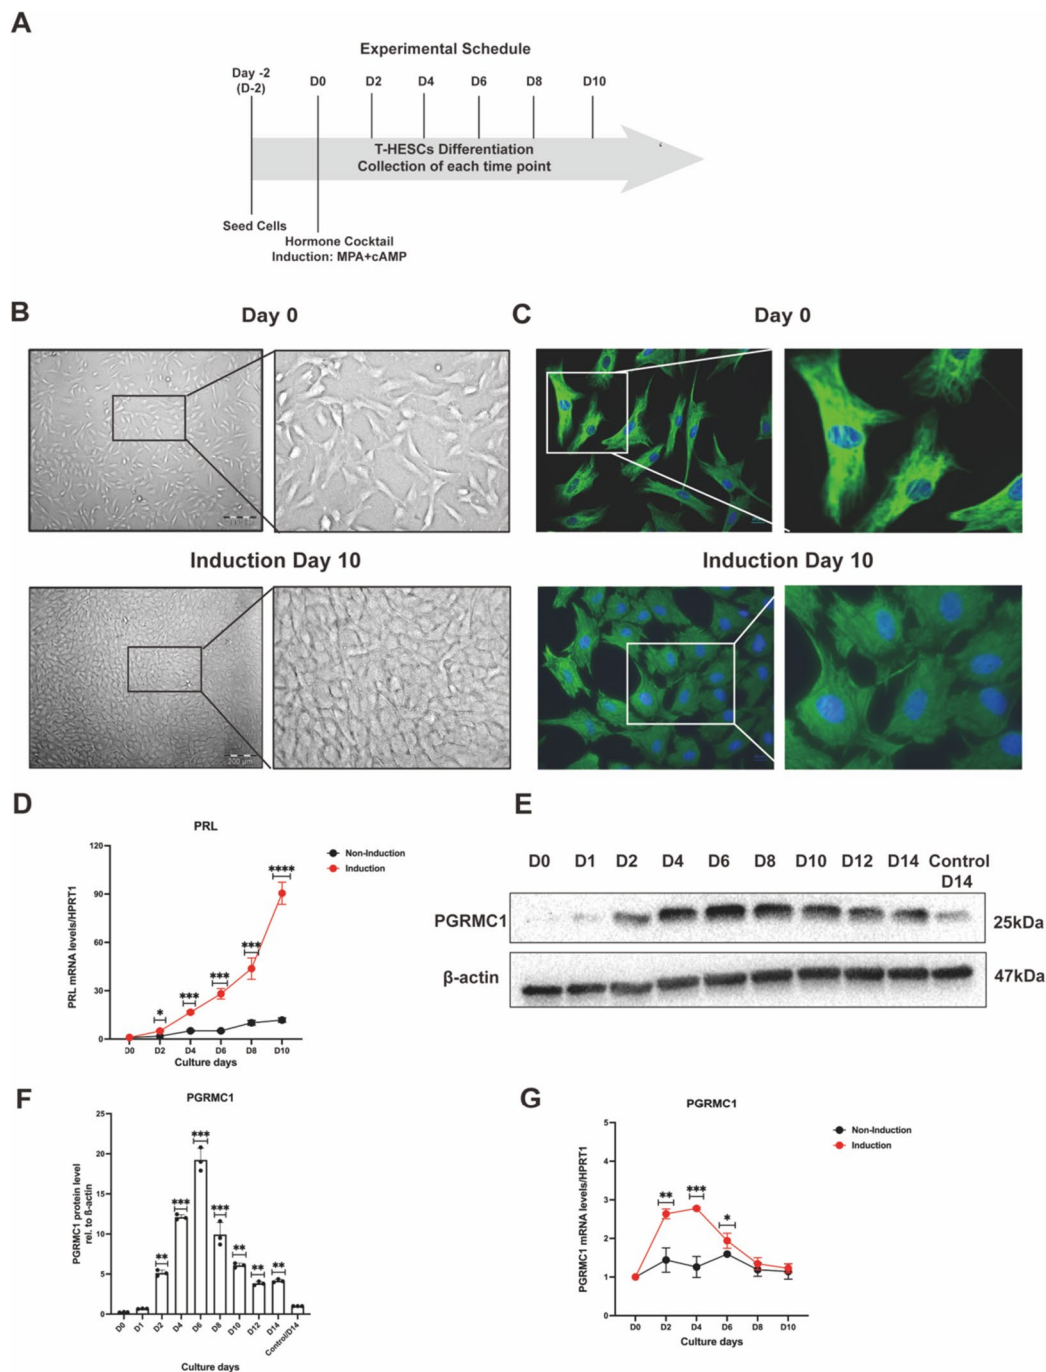 A
Experimental Schedule
Day -2
(D-2)
D0
D2
D4
D6
D8
D10
T-HESCs Differentiation
Collection of each time point
Seed Cells
Hormone Cocktail
Induction: MPA+cAMP
B
Day 0
Induction Day 10
200 µm
C
Day 0
Induction Day 10
D
PRL
Non-Induction
Induction
PRL mRNA levels/HPRT1
120
90
60
30
0
* *** *** *** ****
D0 D2 D4 D6 D8 D10
Culture days
E
D0 D1 D2 D4 D6 D8 D10 D12 D14 Control
D14
PGRMC1 25kDa
β-actin 47kDa
F
PGRMC1
PGRMC1 protein level
rel. to ß-actin
25
20
15
10
5
0
** *** *** *** ** ** **
D0 D1 D2 D4 D6 D8 D10 D12 D14 Control/D14
Culture days
G
PGRMC1
Non-Induction
Induction
PGRMC1 mRNA levels/HPRT1
5
4
3
2
1
0
** *** *
D0 D2 D4 D6 D8 D10
Culture days